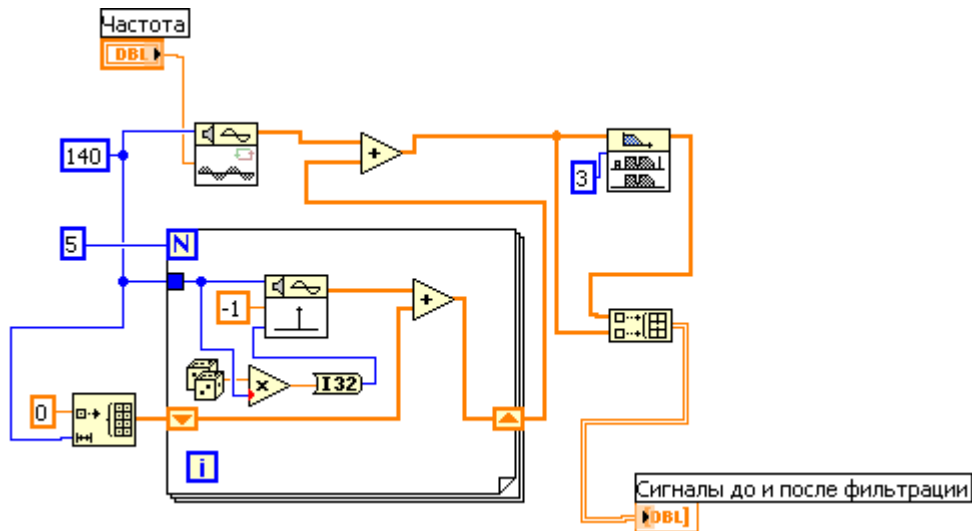 Частота
DBL
140
3
5
N
-1
I32
0
i
Сигналы до и после фильтрации
DBL]